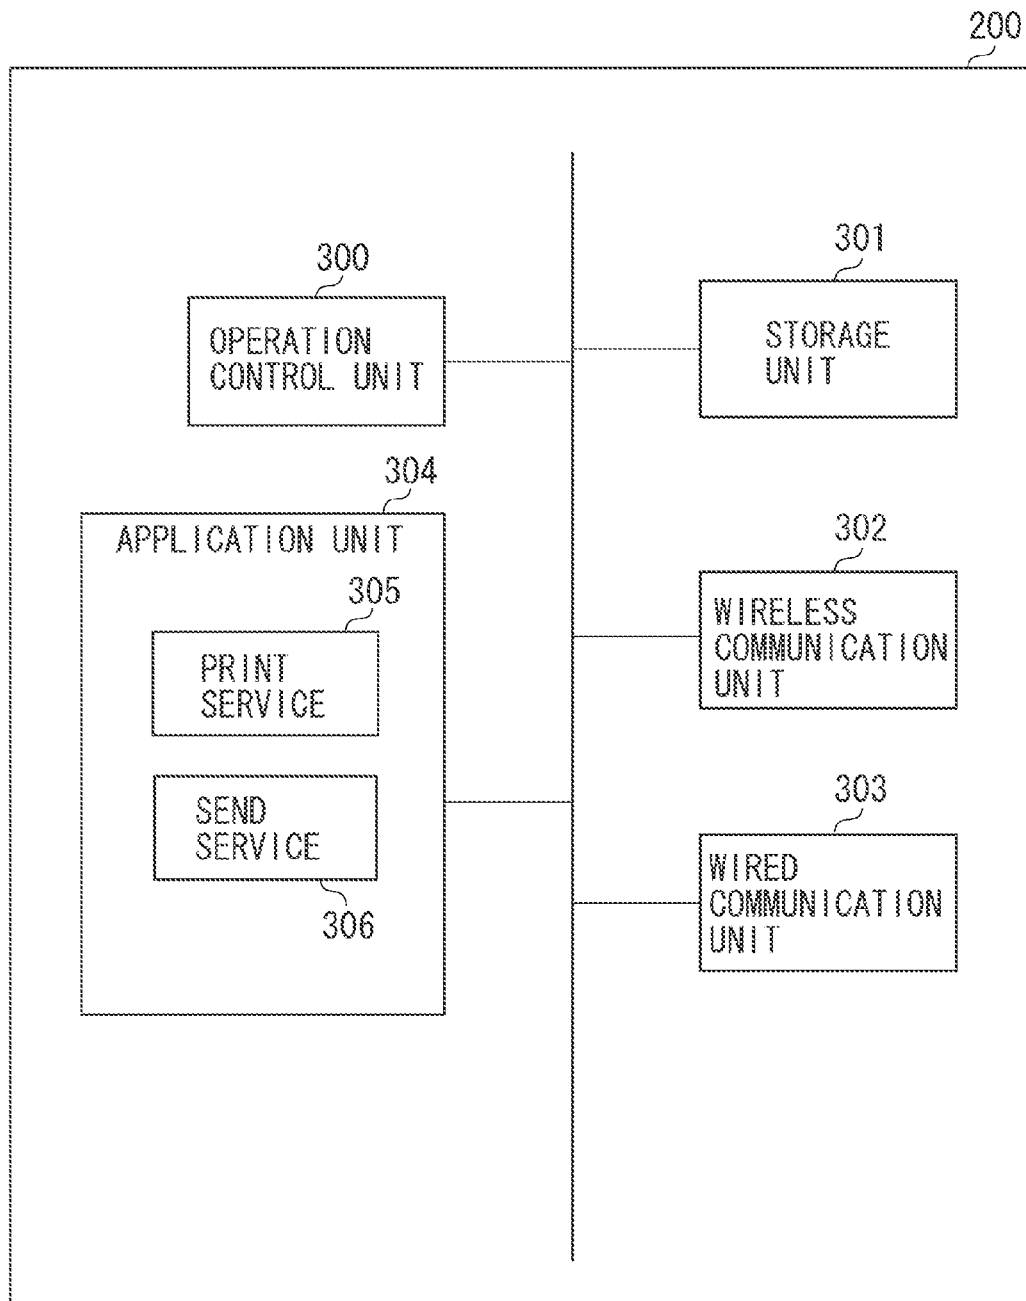 200
300
OPERATION
CONTROL UNIT
301
STORAGE
UNIT
304
APPLICATION UNIT
305
PRINT
SERVICE
SEND
SERVICE
306
302
WIRELESS
COMMUNICATION
UNIT
303
WIRED
COMMUNICATION
UNIT